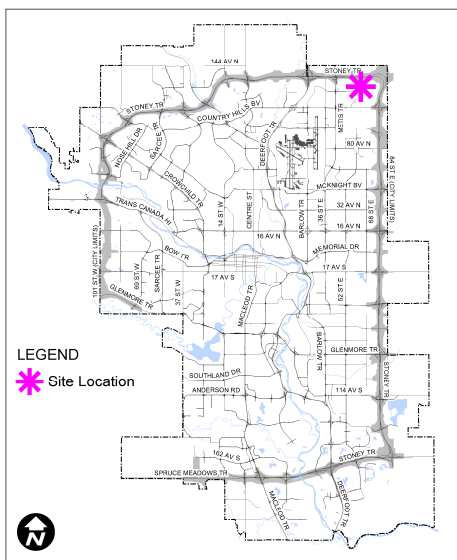 144 AV N
STONEY TR
STONEY TR
COUNTRY HILLS BV
DEERFOOT TR
METIS TR
NOSE HILL DR
SARCEE TR
80 AV N
84 ST E (CITY LIMITS)
CROWCHILD TR
MCKNIGHT BV
TRANS CANADA HI
14 ST W
CENTRE ST
BARLOW TR
36 ST E
32 AV N
68 ST E
16 AV N
16 AV N
101 ST W (CITY LIMITS)
BOW TR
MEMORIAL DR
69 ST W
SARCEE TR
37 ST W
17 AV S
17 AV S
52 ST E
GLENMORE TR
MACLEOD TR
BARLOW TR
GLENMORE TR
LEGEND
Site Location
SOUTHLAND DR
ANDERSON RD
114 AV S
STONEY TR
162 AV S
STONEY TR
SPRUCE MEADOWS TR
MACLEOD TR
DEERFOOT TR
N